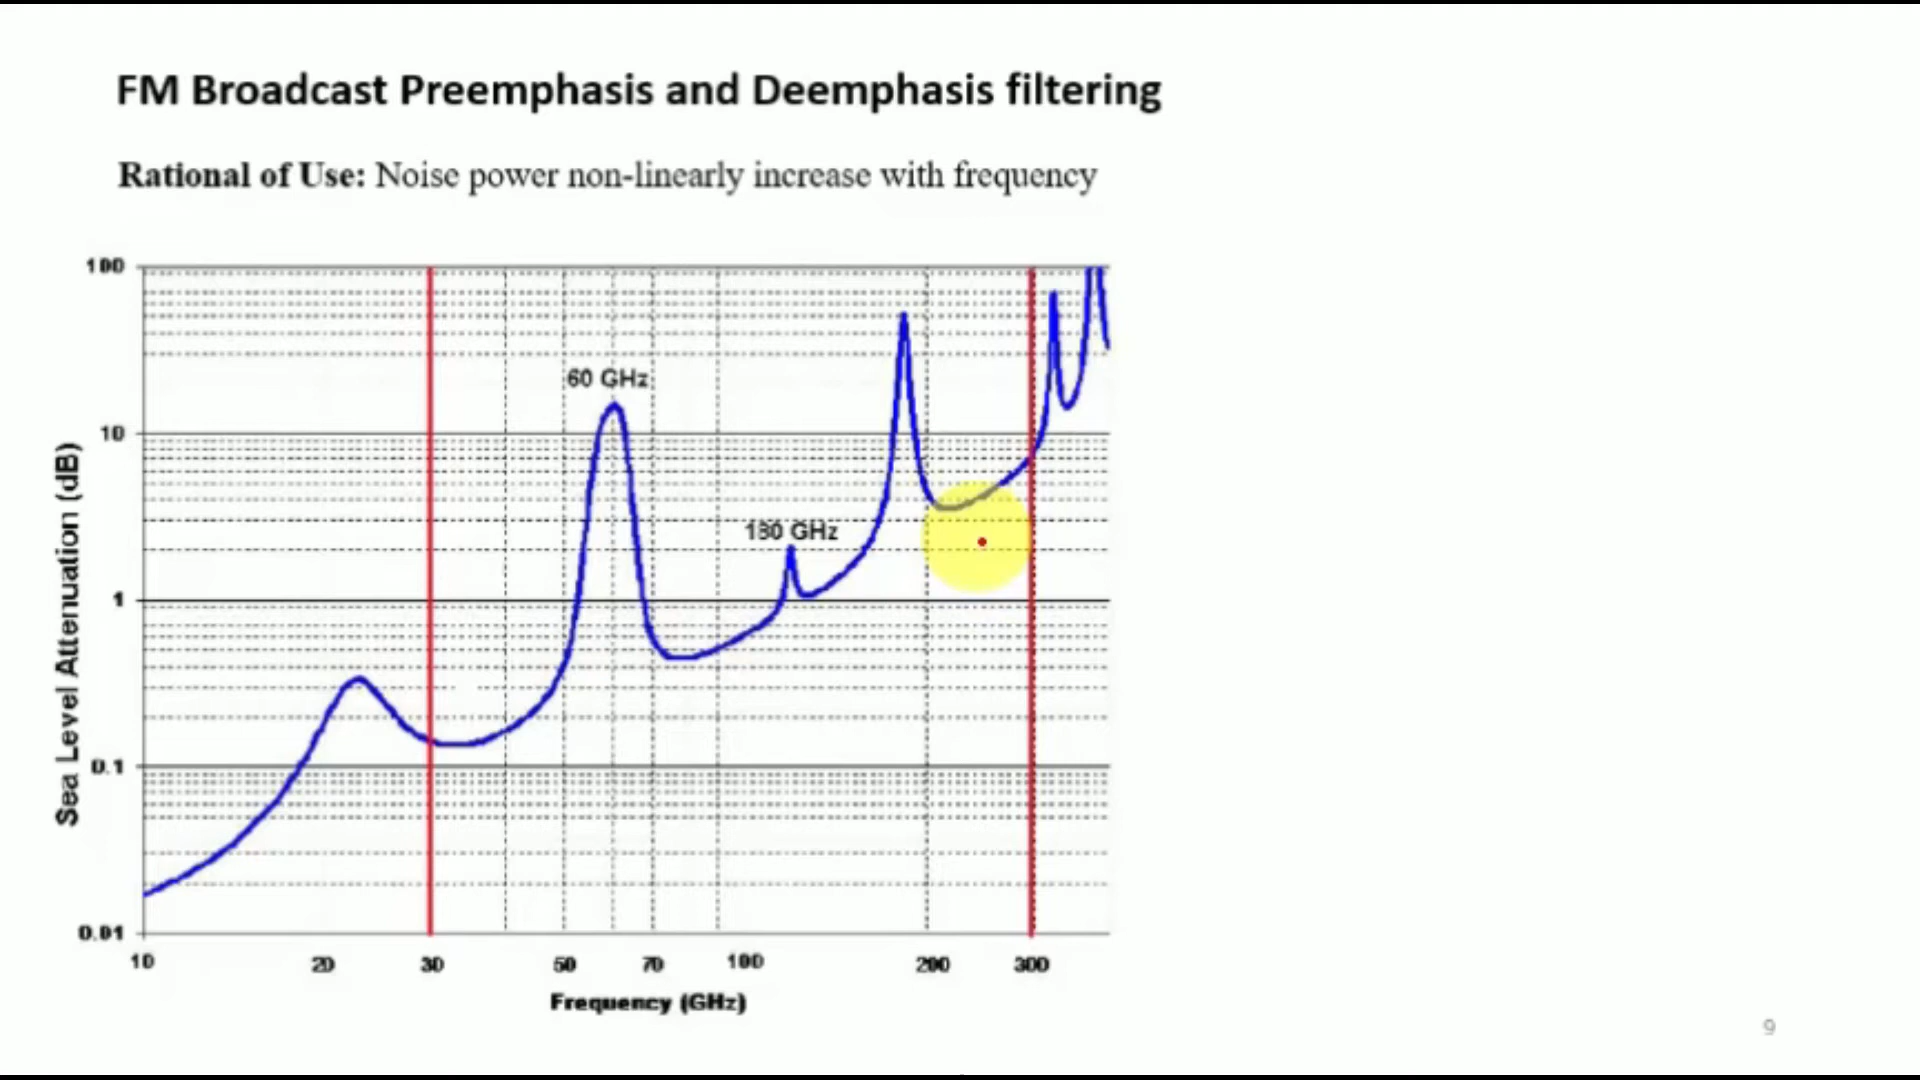 FM Broadcast Preemphasis and Deemphasis filtering
Rational of Use: Noise power non-linearly increase with frequency
100
60 GHz
10
180 GHz
1
0.1
0.01
Sea Level Attenuation (dB)
10 20 30 50 70 100 200 300
Frequency (GHz)
9